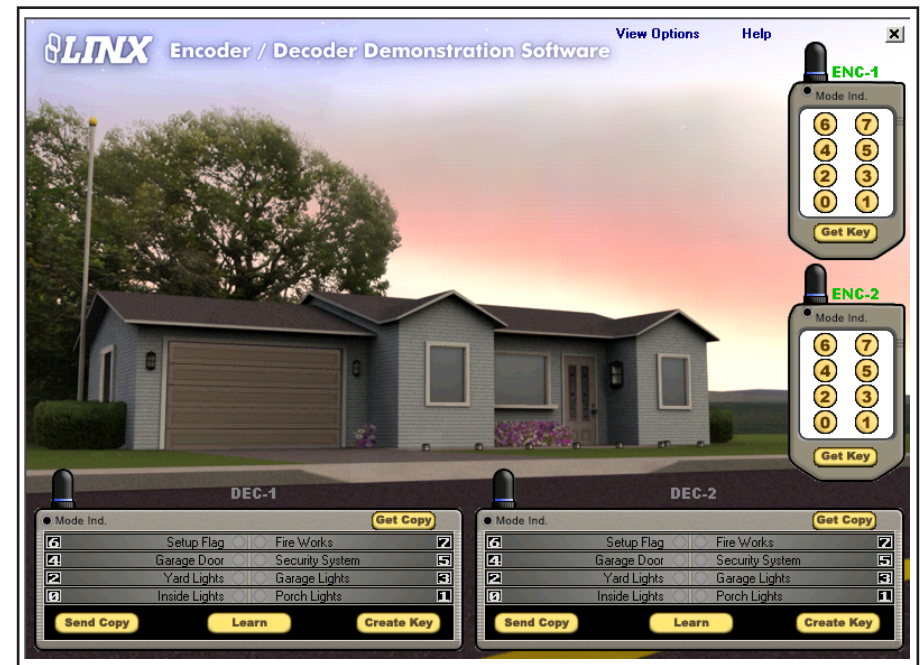 LINX Encoder / Decoder Demonstration Software
View Options Help
ENC-1
Mode Ind.
6 7
4 5
2 3
0 1
Get Key
ENC-2
Mode Ind.
6 7
4 5
2 3
0 1
Get Key
DEC-1
Mode Ind. Get Copy
6 Setup Flag Fire Works 7
4 Garage Door Security System 5
2 Yard Lights Garage Lights 3
0 Inside Lights Porch Lights 1
Send Copy Learn Create Key
DEC-2
Mode Ind. Get Copy
6 Setup Flag Fire Works 7
4 Garage Door Security System 5
2 Yard Lights Garage Lights 3
0 Inside Lights Porch Lights 1
Send Copy Learn Create Key